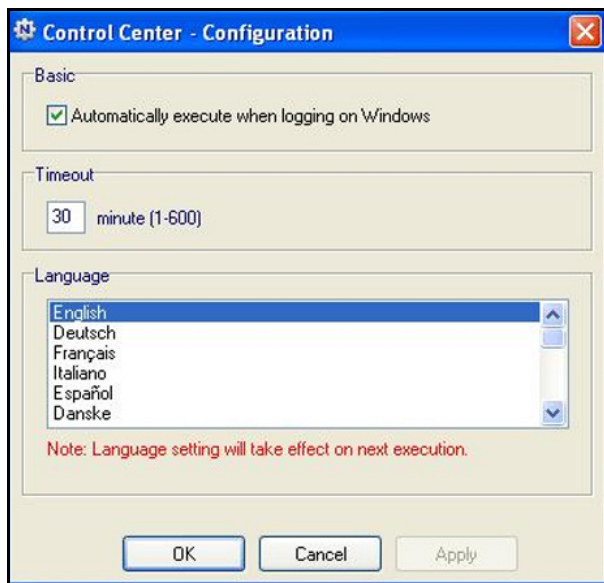 Control Center - Configuration
Basic
Automatically execute when logging on Windows
Timeout
30 minute (1-600)
Language
English
Deutsch
Français
Italiano
Español
Danske
Note: Language setting will take effect on next execution.
OK Cancel Apply